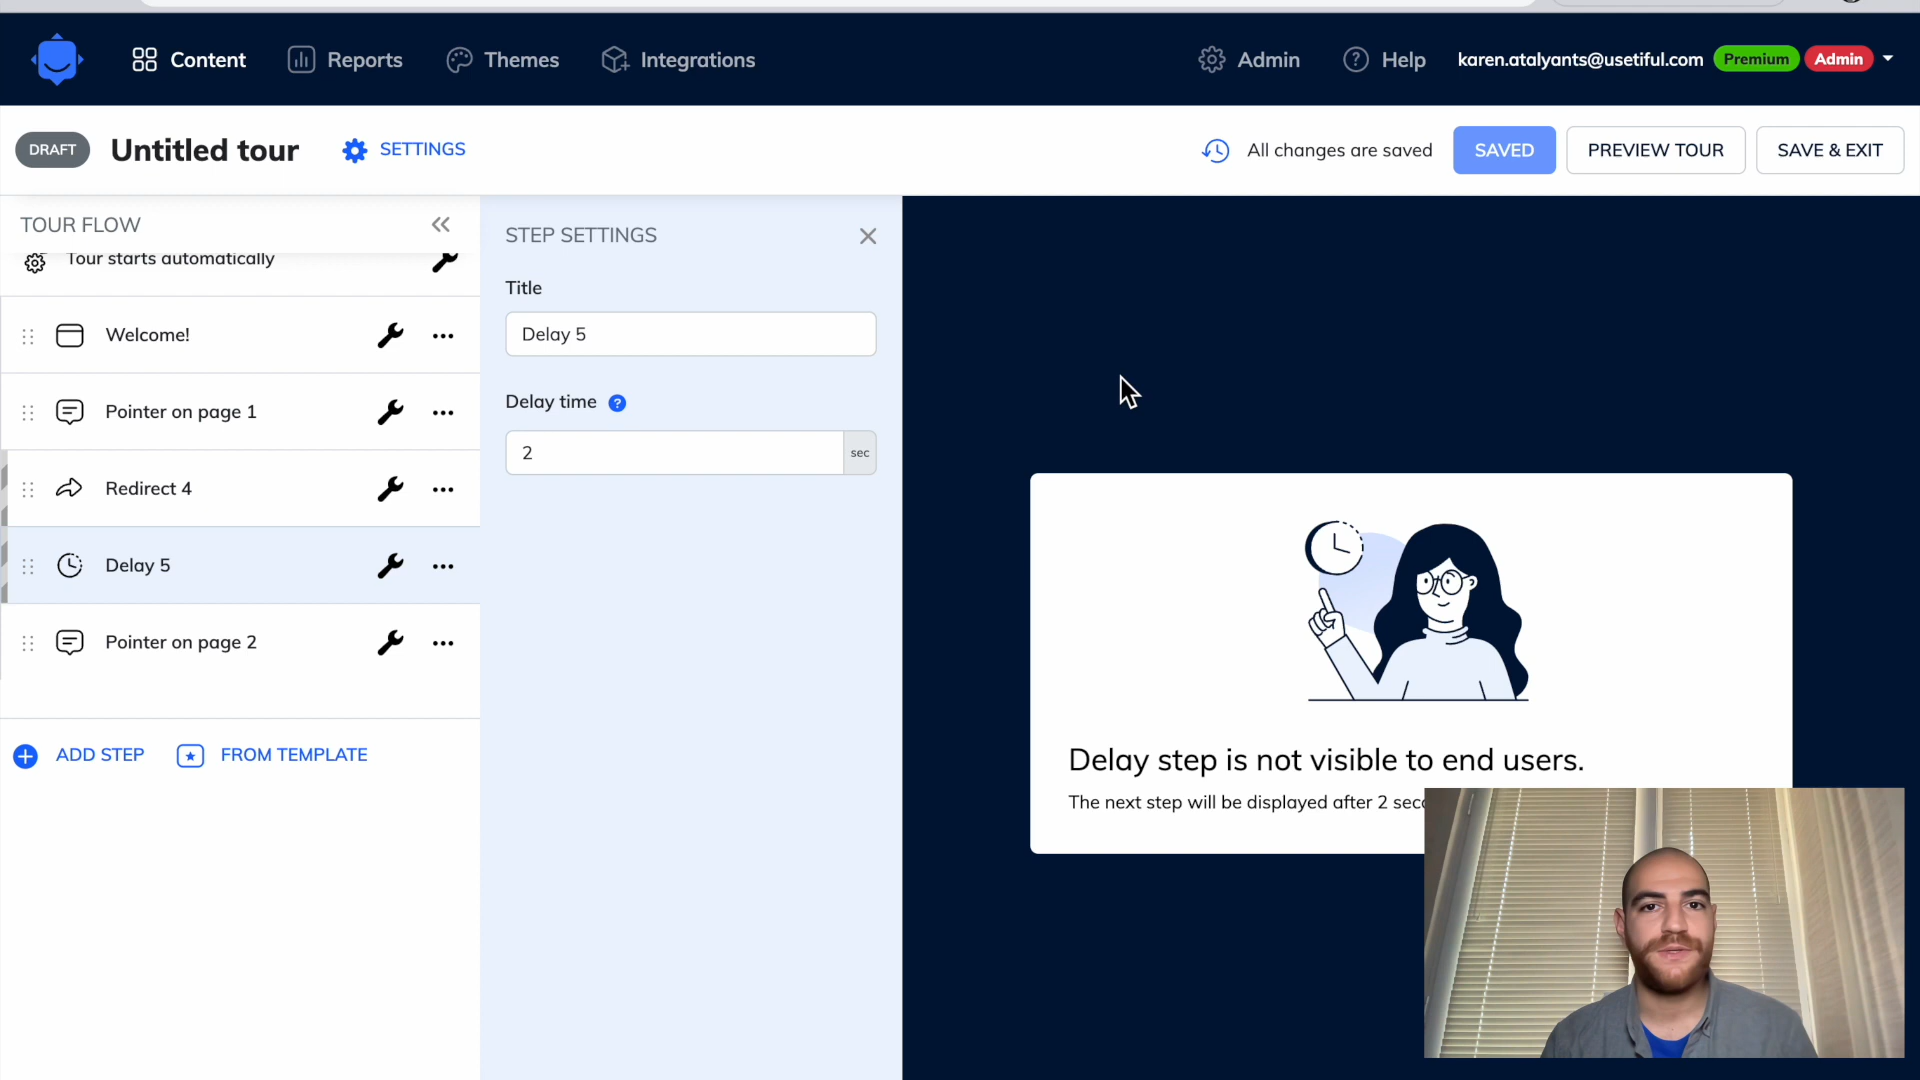 Content
Reports
Themes
Integrations
Admin
Help
karen.atalyants@usetiful.com
Premium
Admin
DRAFT
Untitled tour
SETTINGS
All changes are saved
SAVED
PREVIEW TOUR
SAVE & EXIT
TOUR FLOW
Tour starts automatically
Welcome!
Pointer on page 1
Redirect 4
Delay 5
Pointer on page 2
ADD STEP
FROM TEMPLATE
STEP SETTINGS
Title
Delay 5
Delay time
2
sec
Delay step is not visible to end users.
The next step will be displayed after 2